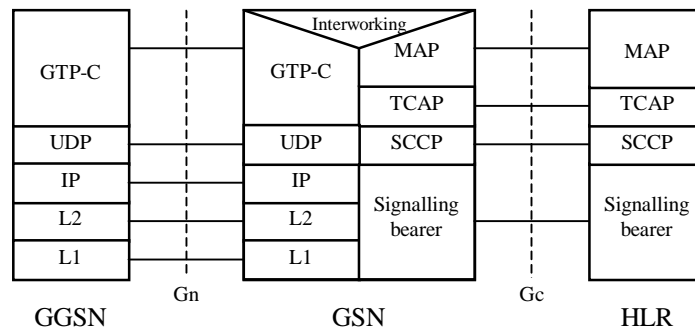 Interworking
GTP-C GTP-C MAP MAP
TCAP TCAP
UDP UDP SCCP SCCP
IP IP
L2 L2 Signalling bearer Signalling bearer
L1 L1
Gn Gc
GGSN GSN HLR